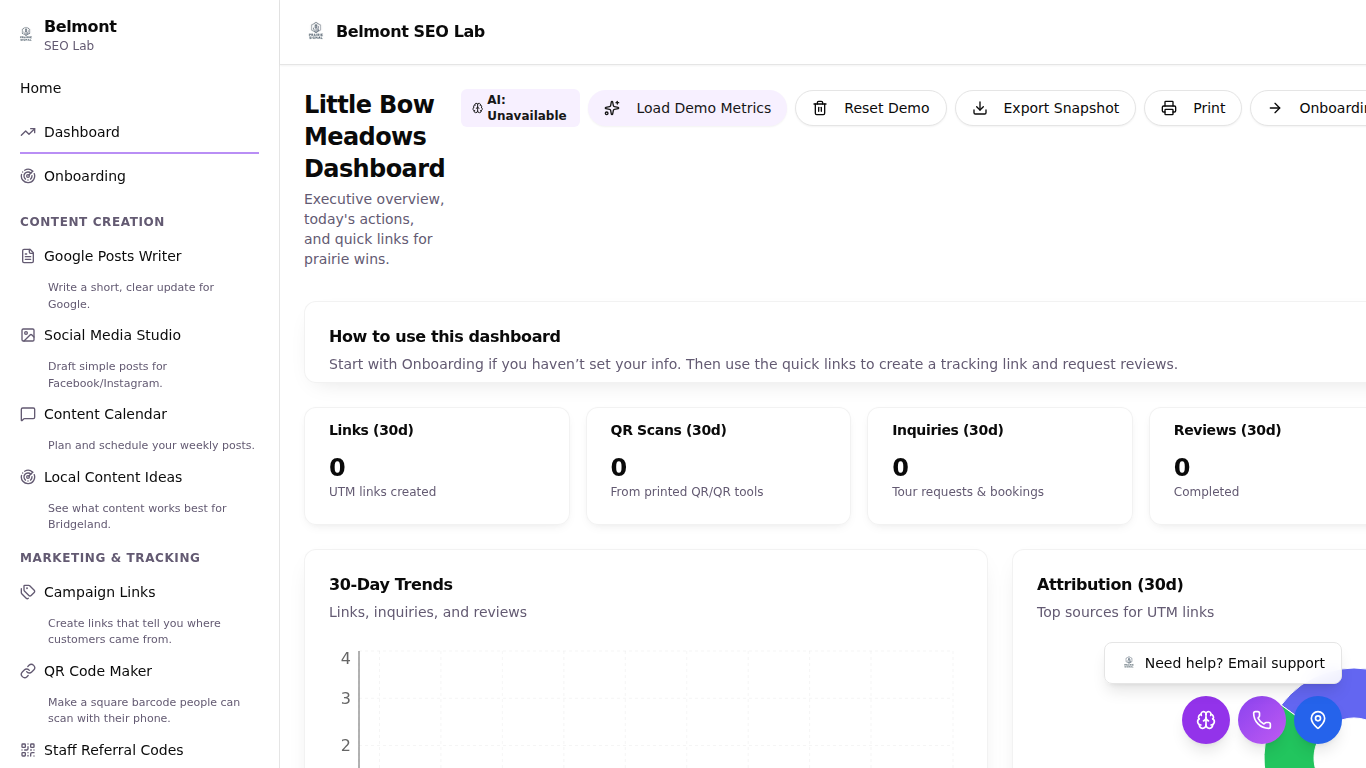 Belmont
SEO Lab
Home
Dashboard
Onboarding
CONTENT CREATION
Google Posts Writer
Write a short, clear update for
Google.
Social Media Studio
Draft simple posts for
Facebook/Instagram.
Content Calendar
Plan and schedule your weekly posts.
Local Content Ideas
See what content works best for
Bridgeland.
MARKETING & TRACKING
Campaign Links
Create links that tell you where
customers came from.
QR Code Maker
Make a square barcode people can
scan with their phone.
Staff Referral Codes
Belmont SEO Lab
Little Bow
Meadows
Dashboard
Executive overview,
today's actions,
and quick links for
prairie wins.
AI:
Unavailable
Load Demo Metrics
Reset Demo
Export Snapshot
Print
Onboardin
How to use this dashboard
Start with Onboarding if you haven’t set your info. Then use the quick links to create a tracking link and request reviews.
Links (30d)
0
UTM links created
QR Scans (30d)
0
From printed QR/QR tools
Inquiries (30d)
0
Tour requests & bookings
Reviews (30d)
0
Completed
30-Day Trends
Links, inquiries, and reviews
4
3
2
Attribution (30d)
Top sources for UTM links
Need help? Email support